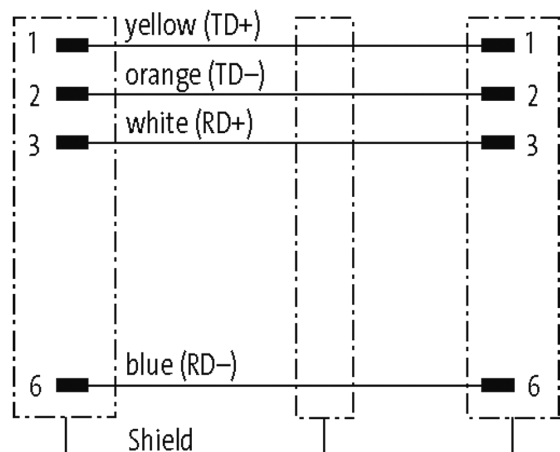 1 yellow (TD+) 1
2 orange (TD–) 2
3 white (RD+) 3
6 blue (RD–) 6
Shield